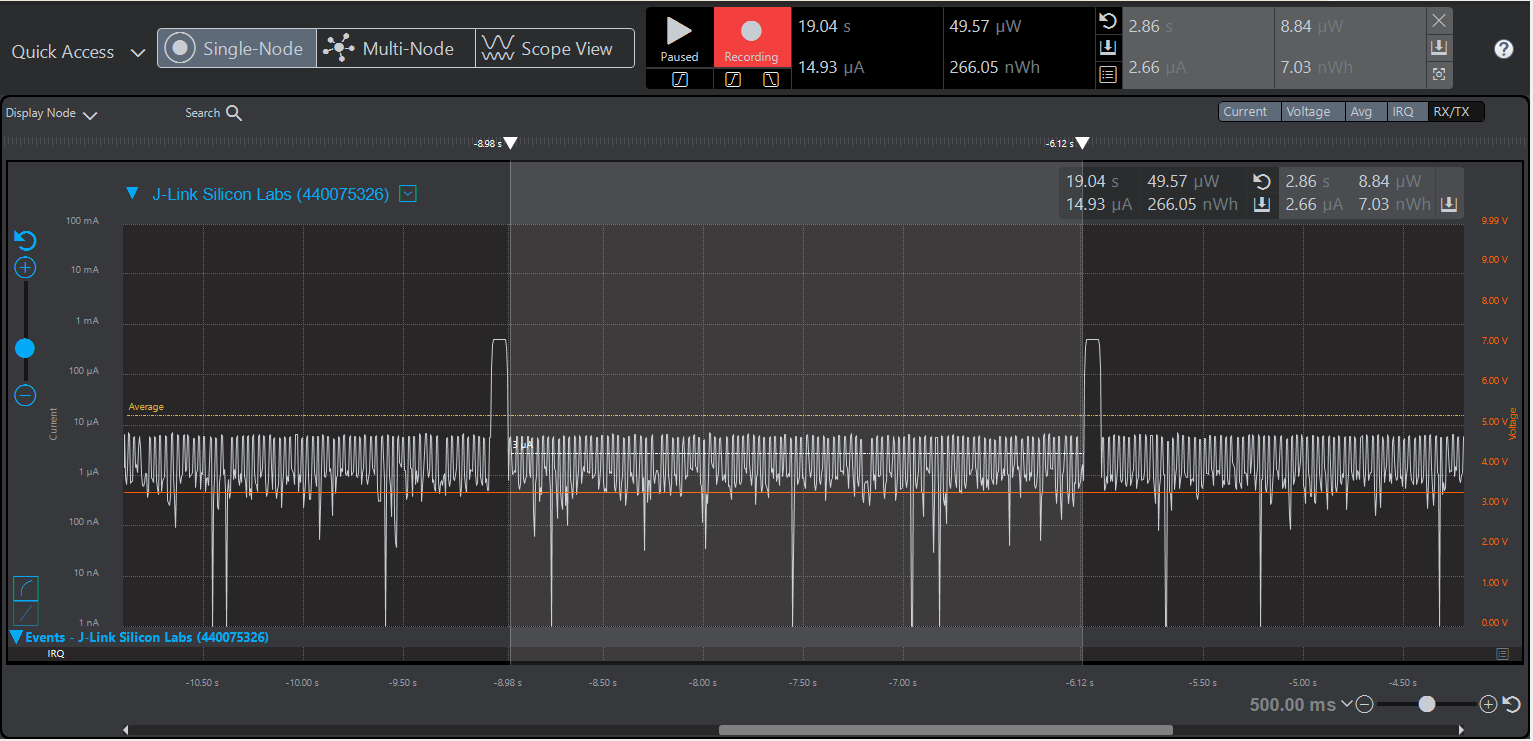 Quick Access
Single-Node
Multi-Node
Scope View
Paused
Recording
19.04 s
14.93 µA
49.57 µW
266.05 nWh
2.86 s
2.66 µA
8.84 µW
7.03 nWh
?
Display Node
Search
Current
Voltage
Avg
IRQ
RX/TX
-8.98 s
-6.12 s
J-Link Silicon Labs (440075326)
19.04 s 49.57 µW 2.86 s 8.84 µW
14.93 µA 266.05 nWh 2.66 µA 7.03 nWh
100 mA
10 mA
1 mA
100 µA
10 µA
1 µA
100 nA
10 nA
1 nA
Current
Average
3 µA
9.99 V
9.00 V
8.00 V
7.00 V
6.00 V
5.00 V
4.00 V
3.00 V
2.00 V
1.00 V
0.00 V
Voltage
Events - J-Link Silicon Labs (440075326)
IRQ
-10.50 s -10.00 s -9.50 s -8.98 s -8.50 s -8.00 s -7.50 s -7.00 s -6.12 s -5.50 s -5.00 s -4.50 s
500.00 ms